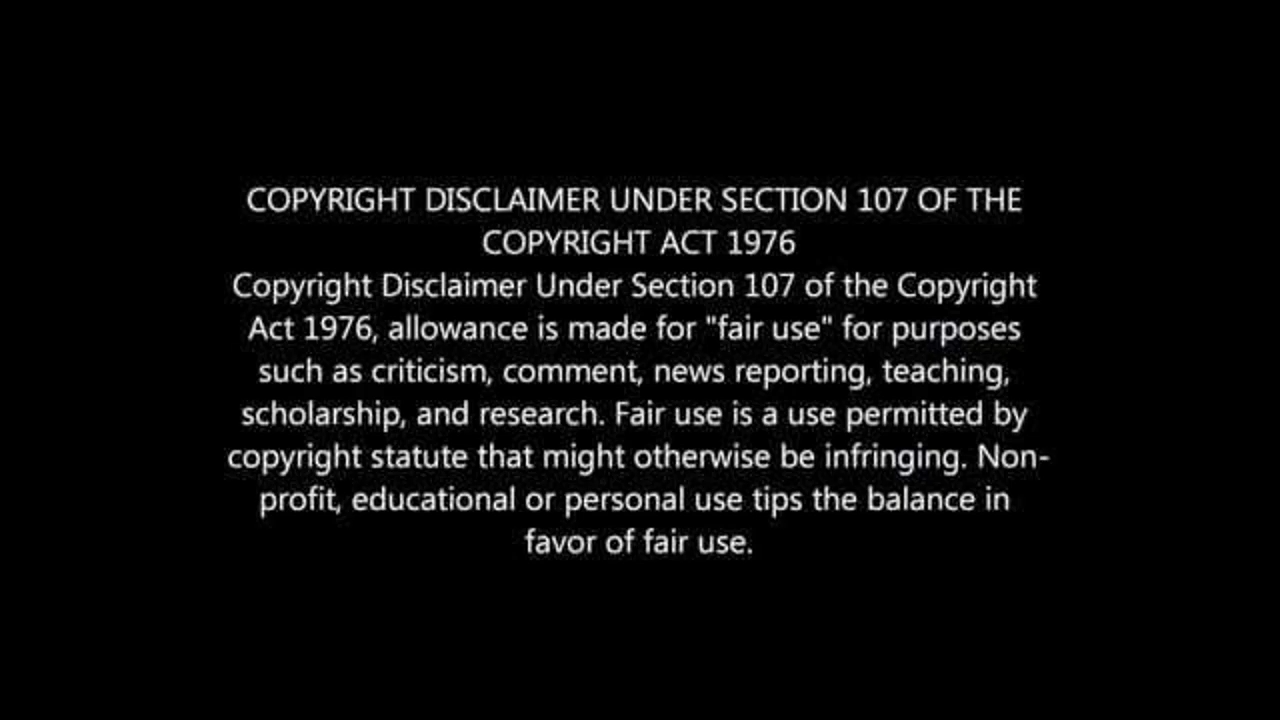 COPYRIGHT DISCLAIMER UNDER SECTION 107 OF THE
COPYRIGHT ACT 1976
Copyright Disclaimer Under Section 107 of the Copyright
Act 1976, allowance is made for "fair use" for purposes
such as criticism, comment, news reporting, teaching,
scholarship, and research. Fair use is a use permitted by
copyright statute that might otherwise be infringing. Non-
profit, educational or personal use tips the balance in
favor of fair use.